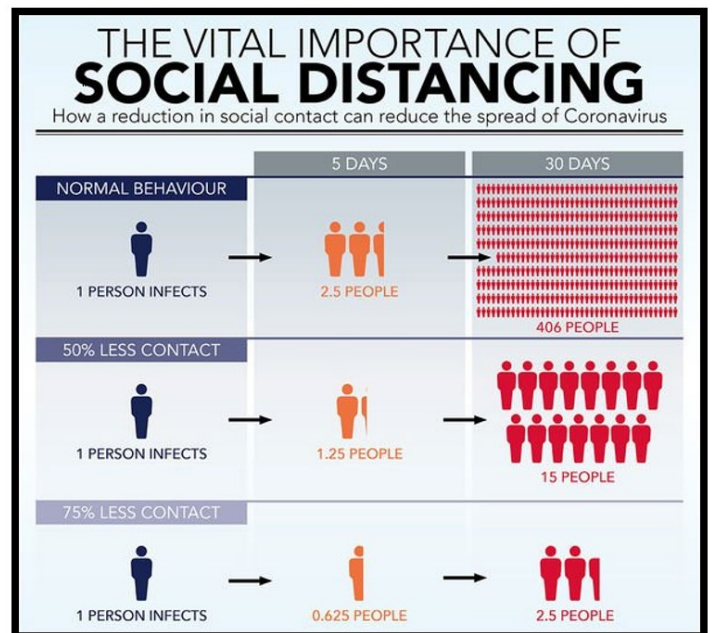 THE VITAL IMPORTANCE OF
SOCIAL DISTANCING
How a reduction in social contact can reduce the spread of Coronavirus
5 DAYS
30 DAYS
NORMAL BEHAVIOUR
1 PERSON INFECTS
2.5 PEOPLE
406 PEOPLE
50% LESS CONTACT
1 PERSON INFECTS
1.25 PEOPLE
15 PEOPLE
75% LESS CONTACT
1 PERSON INFECTS
0.625 PEOPLE
2.5 PEOPLE